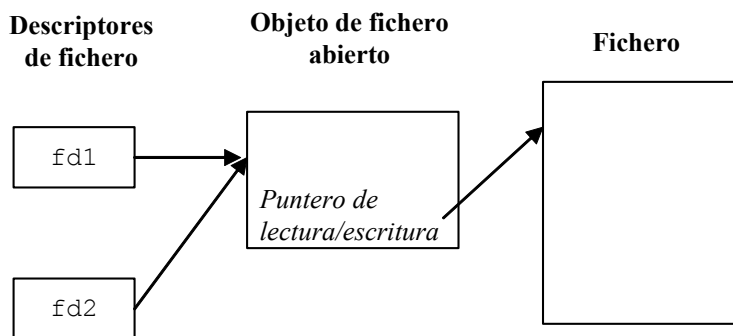 Descriptores
de fichero
Objeto de fichero
abierto
Fichero
fd1
Puntero de
lectura/escritura
fd2